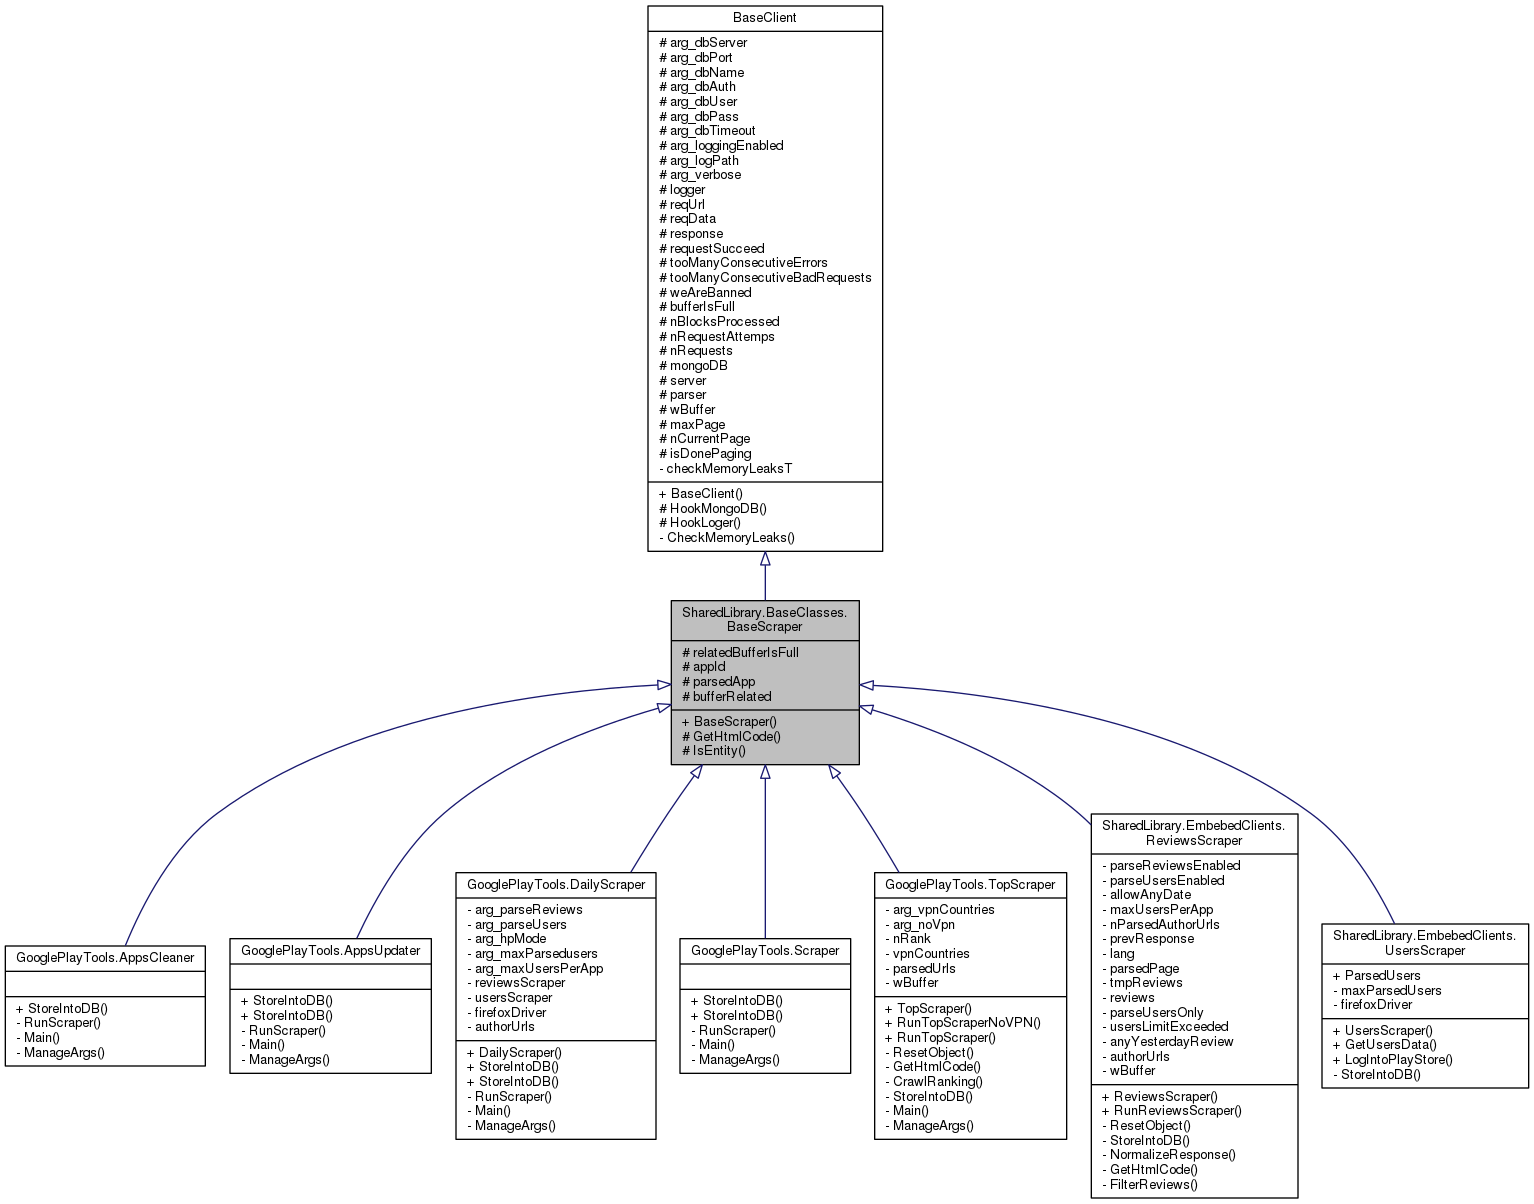 BaseClient
# arg_dbServer
# arg_dbPort
# arg_dbName
# arg_dbAuth
# arg_dbUser
# arg_dbPass
# arg_dbTimeout
# arg_loggingEnabled
# arg_logPath
# arg_verbose
# logger
# reqUrl
# reqData
# response
# requestSucceed
# tooManyConsecutiveErrors
# tooManyConsecutiveBadRequests
# weAreBanned
# bufferIsFull
# nBlocksProcessed
# nRequestAttemps
# nRequests
# mongoDB
# server
# parser
# wBuffer
# maxPage
# nCurrentPage
# isDonePaging
- checkMemoryLeaksT
+ BaseClient()
# HookMongoDB()
# HookLoger()
- CheckMemoryLeaks()
SharedLibrary.BaseClasses.
BaseScraper
# relatedBufferIsFull
# appId
# parsedApp
# bufferRelated
+ BaseScraper()
# GetHtmlCode()
# IsEntity()
GooglePlayTools.AppsCleaner
+ StoreIntoDB()
- RunScraper()
- Main()
- ManageArgs()
GooglePlayTools.AppsUpdater
+ StoreIntoDB()
+ StoreIntoDB()
- RunScraper()
- Main()
- ManageArgs()
GooglePlayTools.DailyScraper
- arg_parseReviews
- arg_parseUsers
- arg_hpMode
- arg_maxParsedusers
- arg_maxUsersPerApp
- reviewsScraper
- usersScraper
- firefoxDriver
- authorUrls
+ DailyScraper()
+ StoreIntoDB()
+ StoreIntoDB()
- RunScraper()
- Main()
- ManageArgs()
GooglePlayTools.Scraper
+ StoreIntoDB()
+ StoreIntoDB()
- RunScraper()
- Main()
- ManageArgs()
GooglePlayTools.TopScraper
- arg_vpnCountries
- arg_noVpn
- nRank
- vpnCountries
- parsedUrls
- wBuffer
+ TopScraper()
+ RunTopScraperNoVPN()
+ RunTopScraper()
- ResetObject()
- GetHtmlCode()
- CrawlRanking()
- StoreIntoDB()
- Main()
- ManageArgs()
SharedLibrary.EmbebedClients.
ReviewsScraper
- parseReviewsEnabled
- parseUsersEnabled
- allowAnyDate
- maxUsersPerApp
- nParsedAuthorUrls
- prevResponse
- lang
- parsedPage
- tmpReviews
- reviews
- parseUsersOnly
- usersLimitExceeded
- anyYesterdayReview
- authorUrls
- wBuffer
+ ReviewsScraper()
+ RunReviewsScraper()
- ResetObject()
- StoreIntoDB()
- NormalizeResponse()
- GetHtmlCode()
- FilterReviews()
SharedLibrary.EmbebedClients.
UsersScraper
+ ParsedUsers
- maxParsedUsers
- firefoxDriver
+ UsersScraper()
+ GetUsersData()
+ LogIntoPlayStore()
- StoreIntoDB()